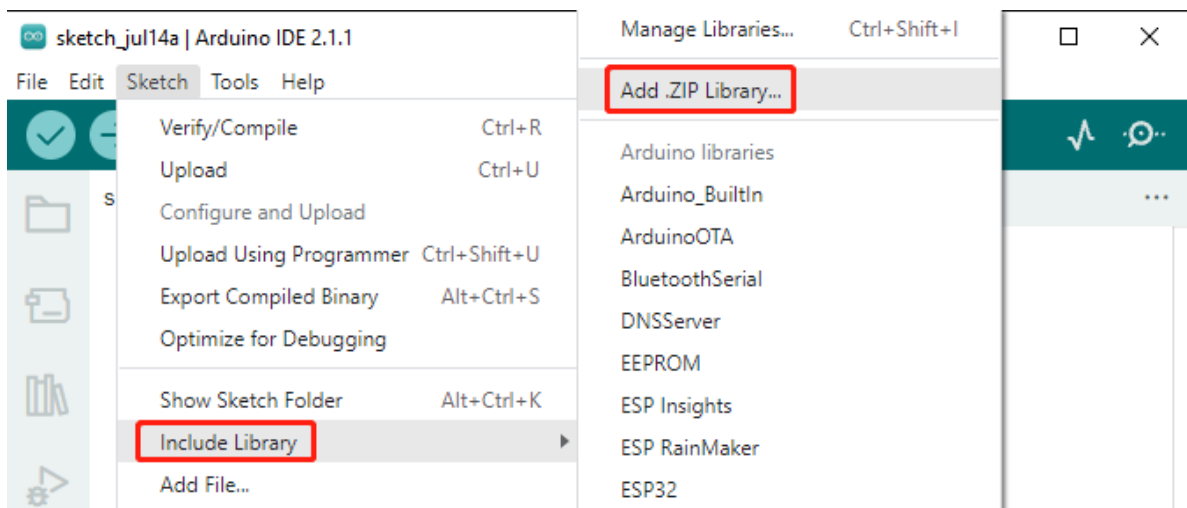 sketch_jul14a | Arduino IDE 2.1.1
File Edit Sketch Tools Help
s
Verify/Compile Ctrl+R
Upload Ctrl+U
Configure and Upload
Upload Using Programmer Ctrl+Shift+U
Export Compiled Binary Alt+Ctrl+S
Optimize for Debugging
Show Sketch Folder Alt+Ctrl+K
Include Library
Add File...
Manage Libraries... Ctrl+Shift+I
Add .ZIP Library...
Arduino libraries
Arduino_BuiltIn
ArduinoOTA
BluetoothSerial
DNSServer
EEPROM
ESP Insights
ESP RainMaker
ESP32